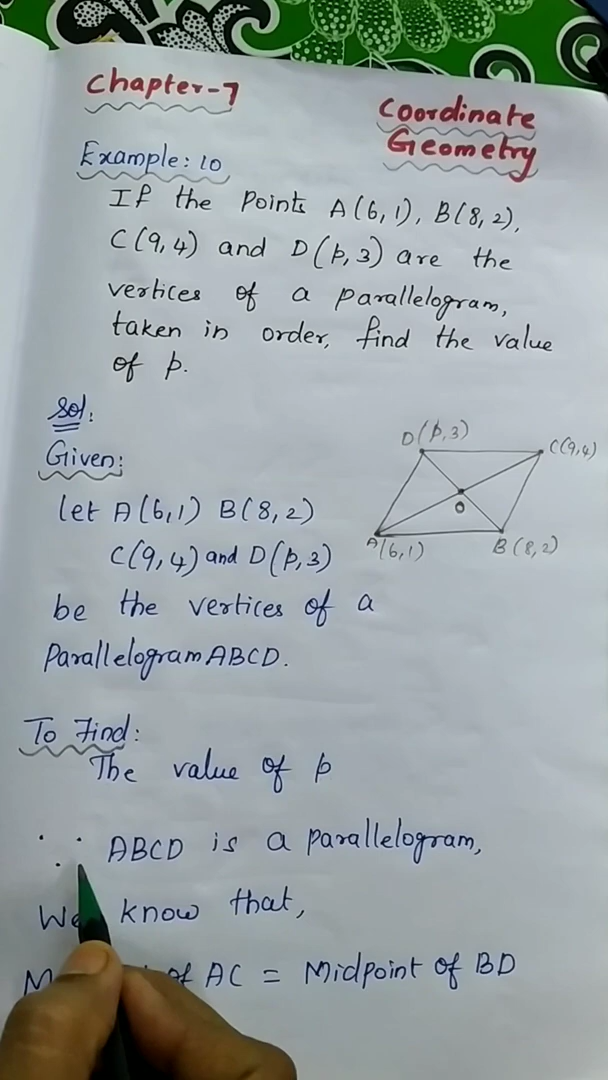 Chapter-7
Coordinate
Geometry
Example: 10
If the points A(6,1), B(8,2),
C(9,4) and D(p,3) are the
vertices of a parallelogram,
taken in order, find the value
of p.
Sol:
Given:
let A(6,1) B(8,2)
C(9,4) and D(p,3)
be the vertices of a
Parallelogram ABCD.
D(p,3)
C(9,4)
O
A(6,1)
B(8,2)
To Find:
The value of p
∵ ABCD is a parallelogram,
We know that,
of AC = Midpoint of BD